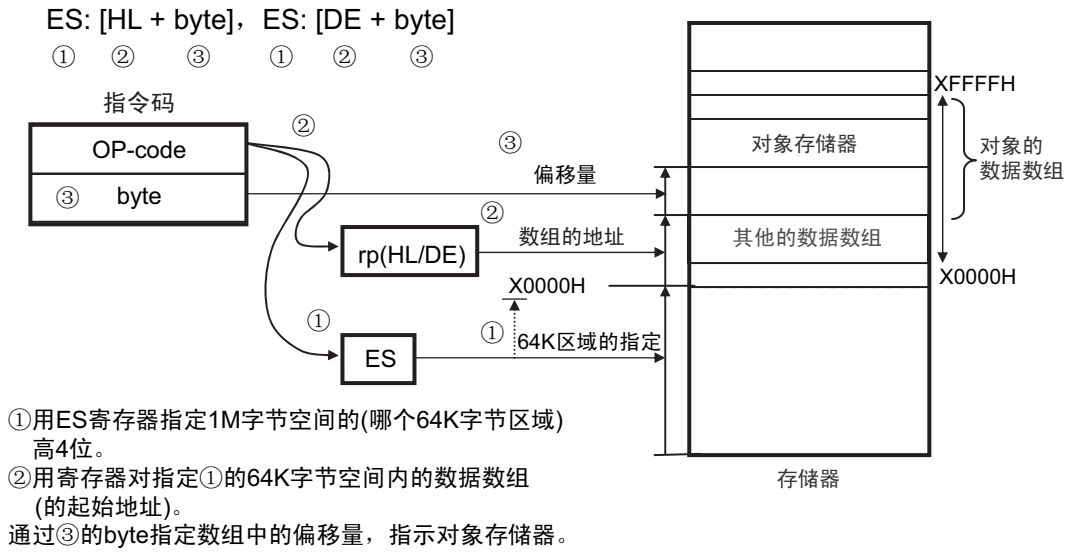 ES: [HL + byte]，ES: [DE + byte]
① ② ③ ① ② ③
指令码
OP-code
③ byte
②
③
偏移量
②
rp(HL/DE)
数组的地址
X0000H
①
ES
①
64K区域的指定
XFFFFH
对象存储器
对象的
数据数组
其他的数据数组
X0000H
存储器
①用ES寄存器指定1M字节空间的(哪个64K字节区域)
高4位。
②用寄存器对指定①的64K字节空间内的数据数组
(的起始地址)。
通过③的byte指定数组中的偏移量，指示对象存储器。